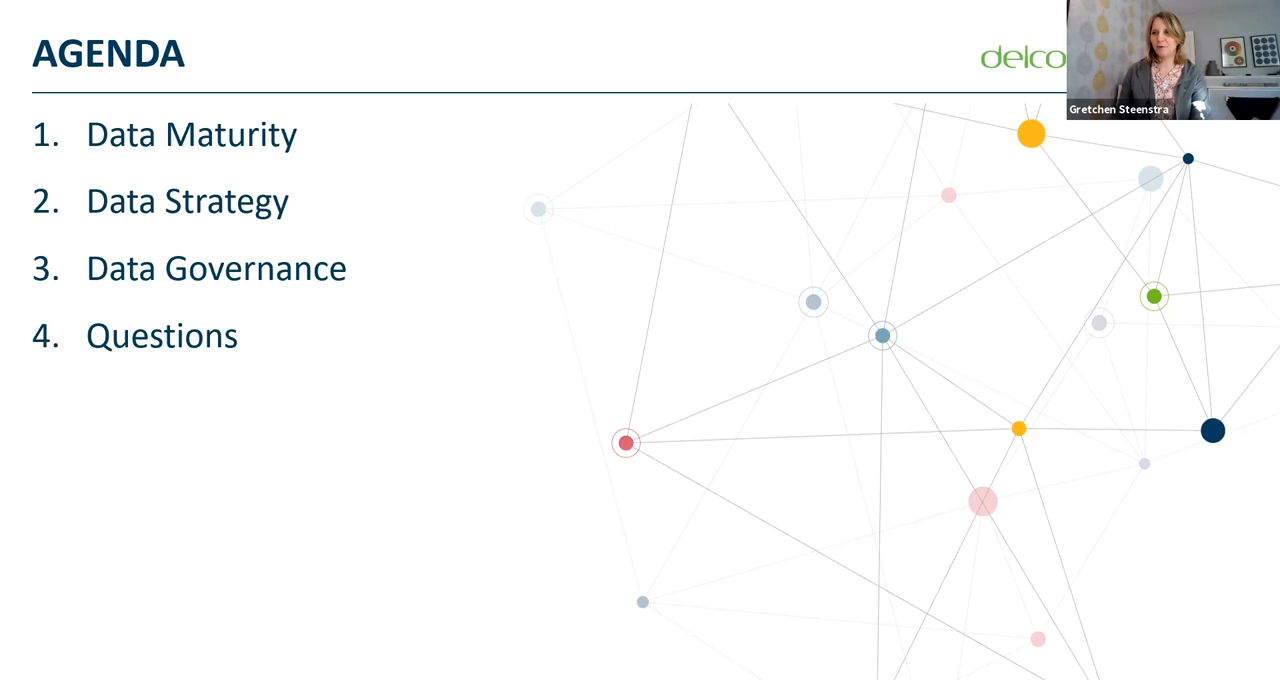 AGENDA
delco
Gretchen Steenstra
1. Data Maturity
2. Data Strategy
3. Data Governance
4. Questions